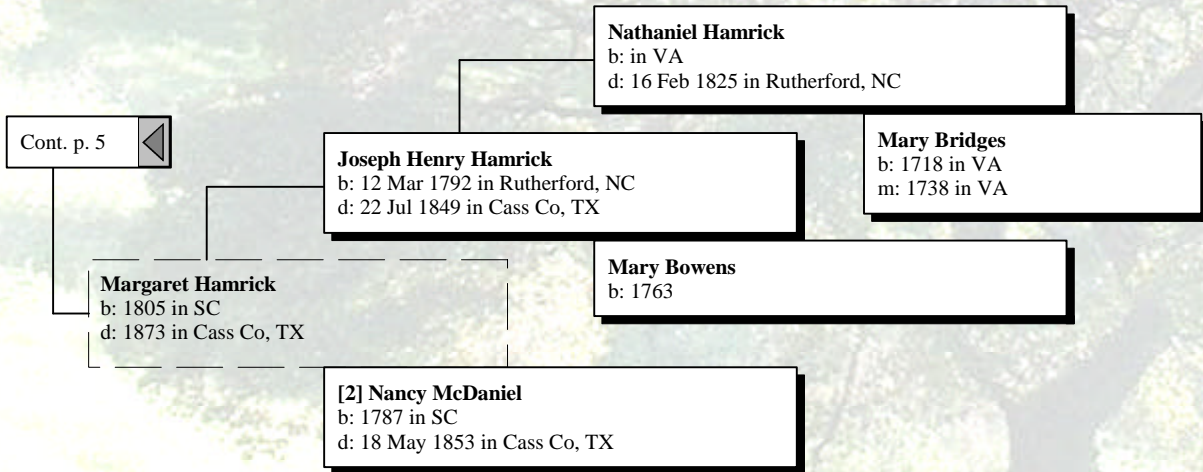 Nathaniel Hamrick
b: in VA
d: 16 Feb 1825 in Rutherford, NC
Cont. p. 5
Mary Bridges
b: 1718 in VA
m: 1738 in VA
Joseph Henry Hamrick
b: 12 Mar 1792 in Rutherford, NC
d: 22 Jul 1849 in Cass Co, TX
Mary Bowens
b: 1763
Margaret Hamrick
b: 1805 in SC
d: 1873 in Cass Co, TX
[2] Nancy McDaniel
b: 1787 in SC
d: 18 May 1853 in Cass Co, TX